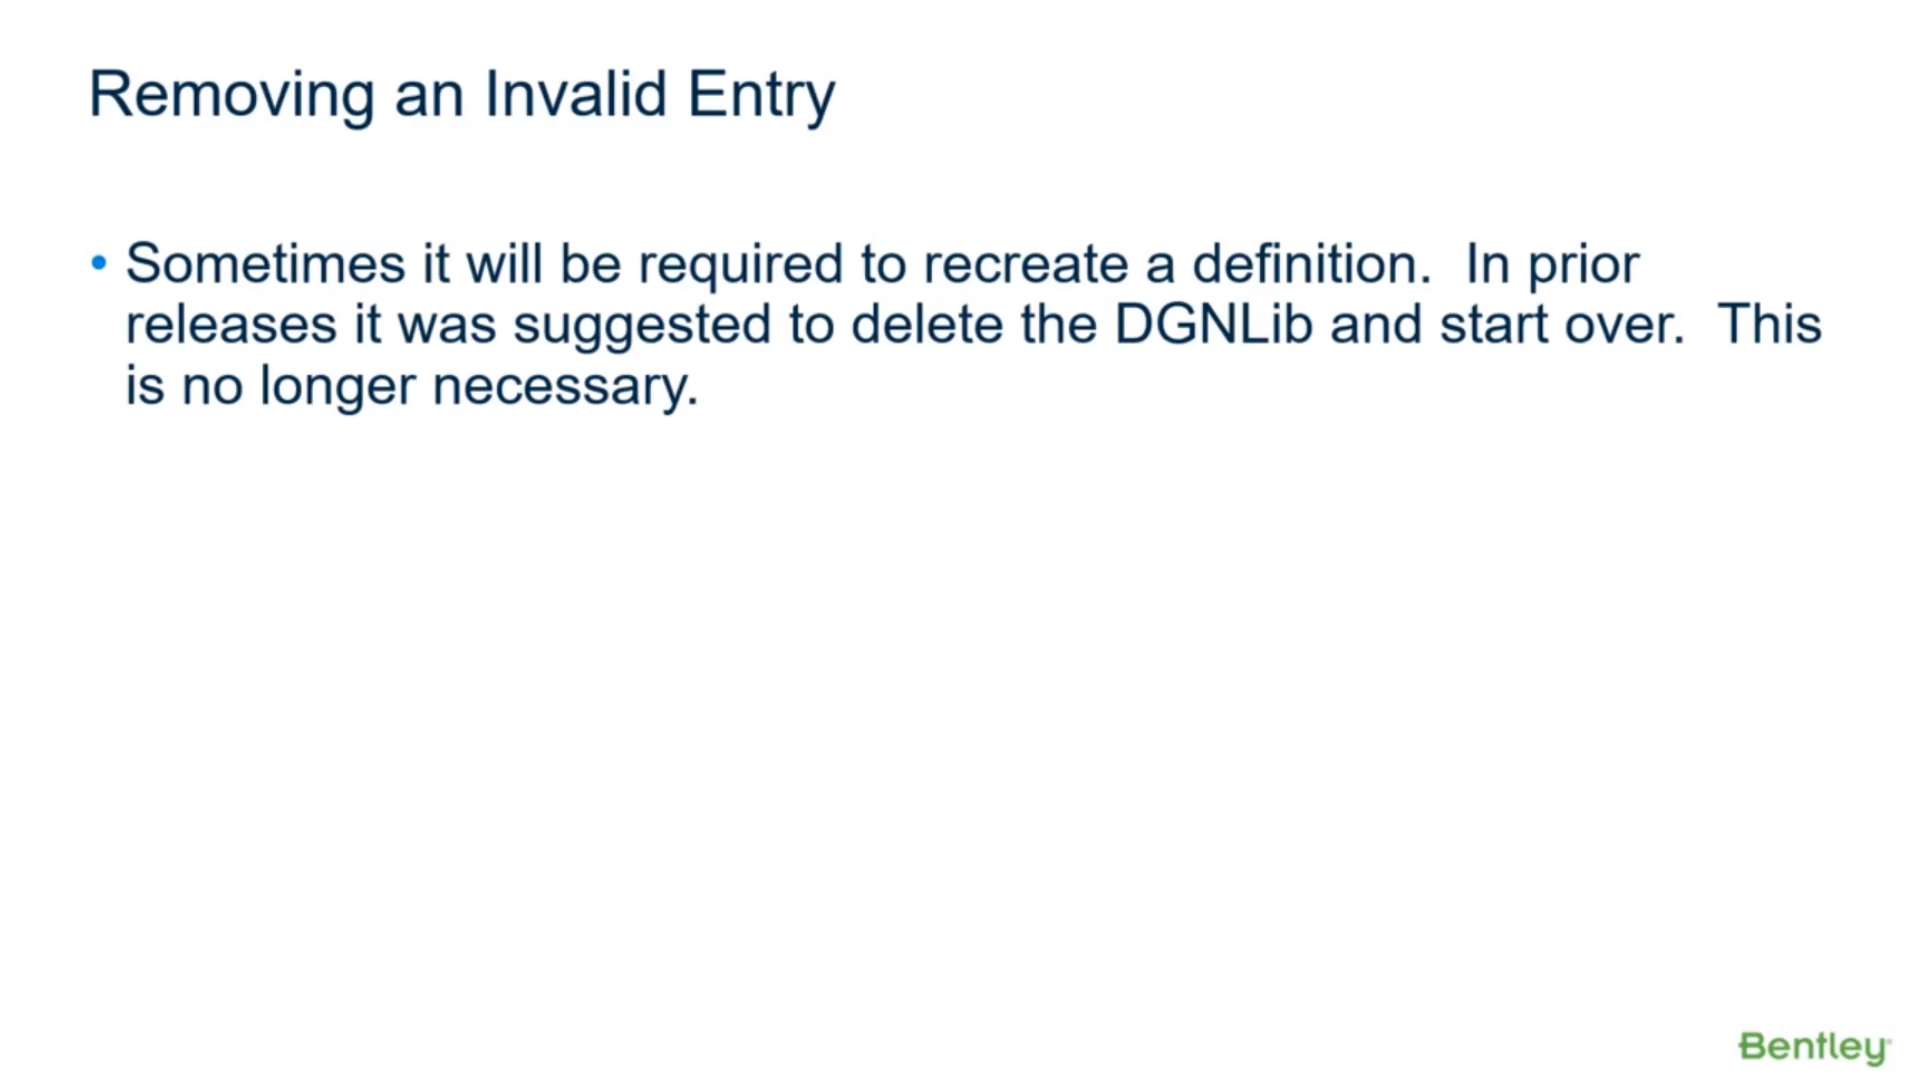 Removing an Invalid Entry
• Sometimes it will be required to recreate a definition.  In prior
releases it was suggested to delete the DGNLib and start over.  This
is no longer necessary.
Bentley